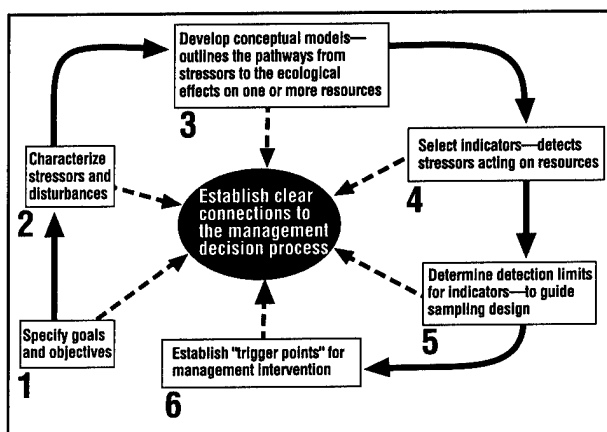 Develop conceptual models—
outlines the pathways from
stressors to the ecological
effects on one or more resources
3
Characterize
stressors and
disturbances
2
Select indicators—detects
stressors acting on resources
4
Establish clear
connections to
the management
decision process
Determine detection limits
for indicators—to guide
sampling design
5
Specify goals
and objectives
1
Establish "trigger points" for
management intervention
6